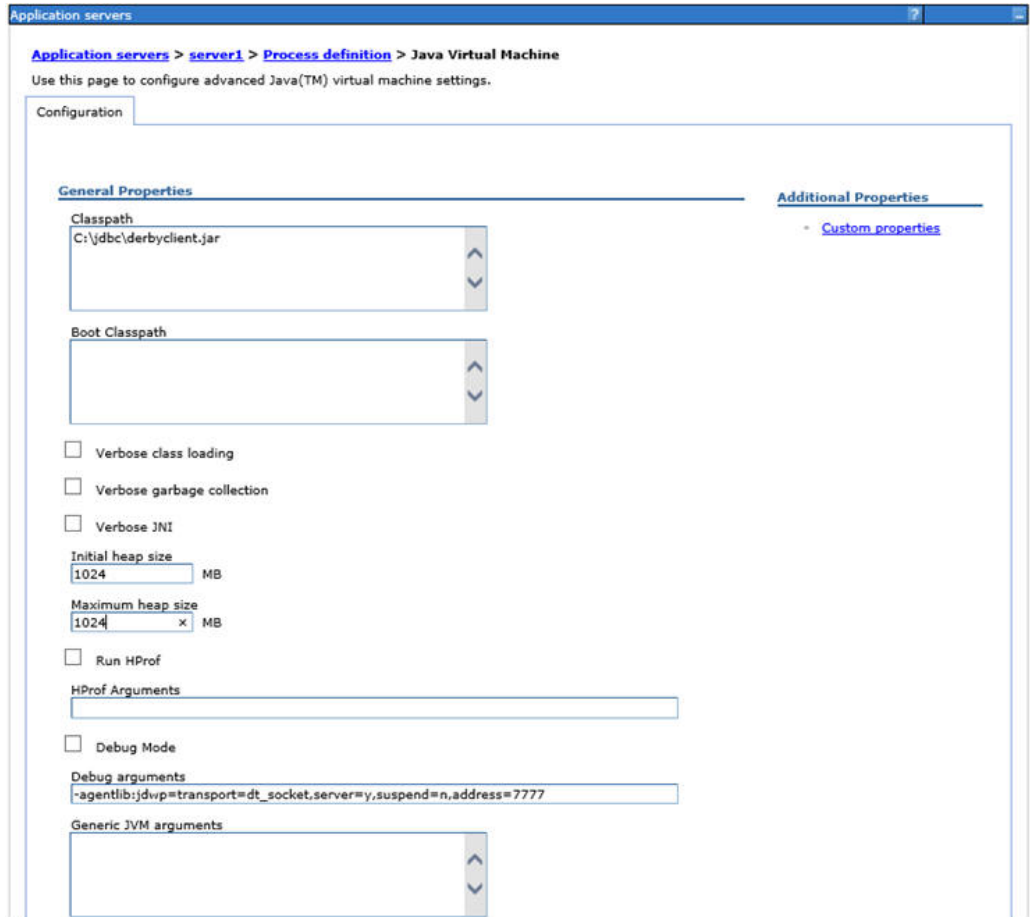 Application servers
?
Application servers > server1 > Process definition > Java Virtual Machine
Use this page to configure advanced Java(TM) virtual machine settings.
Configuration
General Properties
Classpath
C:\jdbc\derbyclient.jar
Boot Classpath
Verbose class loading
Verbose garbage collection
Verbose JNI
Initial heap size
1024 MB
Maximum heap size
1024 × MB
Run HProf
HProf Arguments
Debug Mode
Debug arguments
-agentlib:jdwp=transport=dt_socket,server=y,suspend=n,address=7777
Generic JVM arguments
Additional Properties
Custom properties